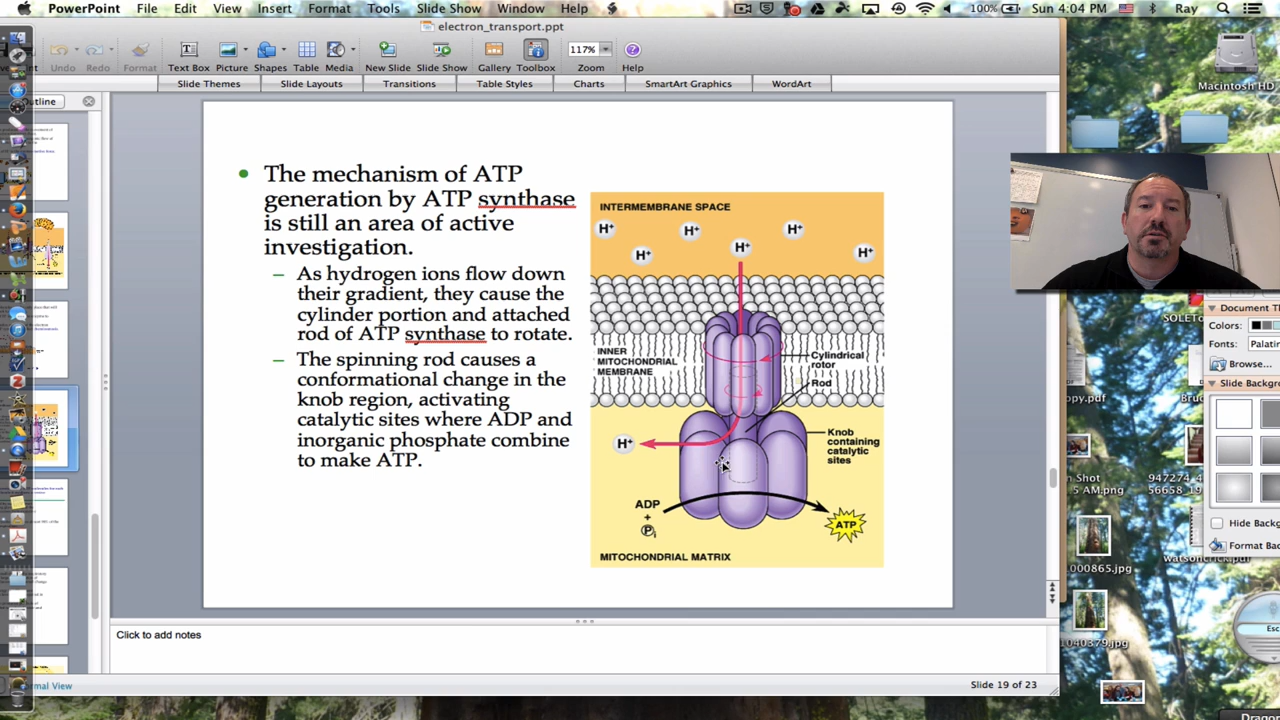 PowerPoint File Edit View Insert Format Tools Slide Show Window Help
100% Sun 4:04 PM Ray
electron_transport.ppt
117%
Undo Redo Format Text Box Picture Shapes Table Media New Slide Slide Show Gallery Toolbox Zoom Help
Slide Themes Slide Layouts Transitions Table Styles Charts SmartArt Graphics WordArt
Macintosh HD
• The mechanism of ATP
generation by ATP synthase
is still an area of active
investigation.
– As hydrogen ions flow down
their gradient, they cause the
cylinder portion and attached
rod of ATP synthase to rotate.
– The spinning rod causes a
conformational change in the
knob region, activating
catalytic sites where ADP and
inorganic phosphate combine
to make ATP.
INTERMEMBRANE SPACE
H+ H+ H+
H+ H+ H+
INNER
MITOCHONDRIAL
MEMBRANE
Cylindrical
rotor
Rod
H+
Knob
containing
catalytic
sites
ADP
+
Pi
ATP
MITOCHONDRIAL MATRIX
Click to add notes
Slide 19 of 23
Colors:
Fonts:
Browse...
1040379.jpg